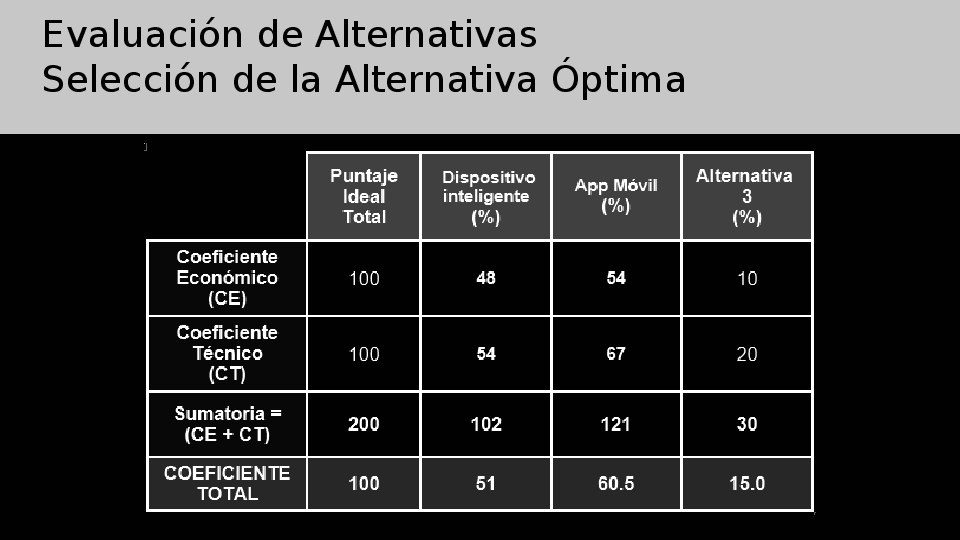 Evaluación de Alternativas
Selección de la Alternativa Óptima
Puntaje
Ideal
Total
Dispositivo
inteligente
(%)
App Móvil
(%)
Alternativa
3
(%)
Coeficiente
Económico
(CE)
100
48
54
10
Coeficiente
Técnico
(CT)
100
54
67
20
Sumatoria =
(CE + CT)
200
102
121
30
COEFICIENTE
TOTAL
100
51
60.5
15.0